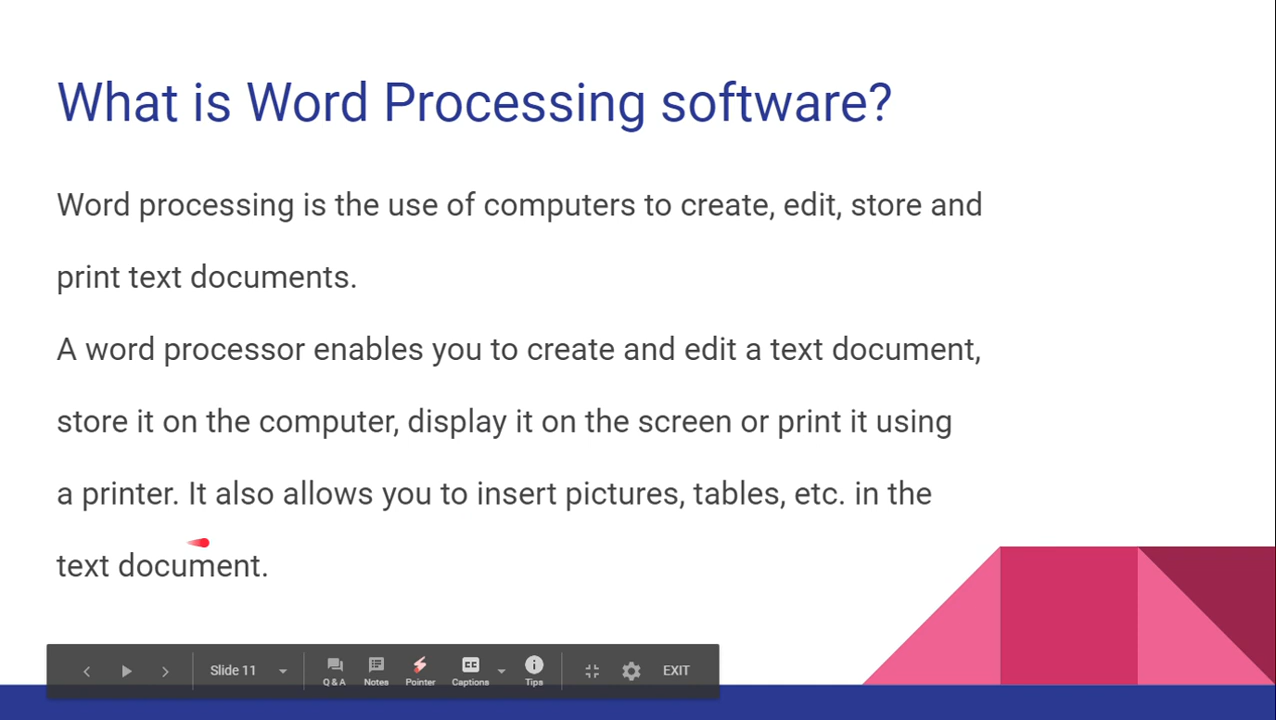 What is Word Processing software?
Word processing is the use of computers to create, edit, store and
print text documents.
A word processor enables you to create and edit a text document,
store it on the computer, display it on the screen or print it using
a printer. It also allows you to insert pictures, tables, etc. in the
text document.
Slide 11
Q & A
Notes
Pointer
CC
Captions
Tips
EXIT